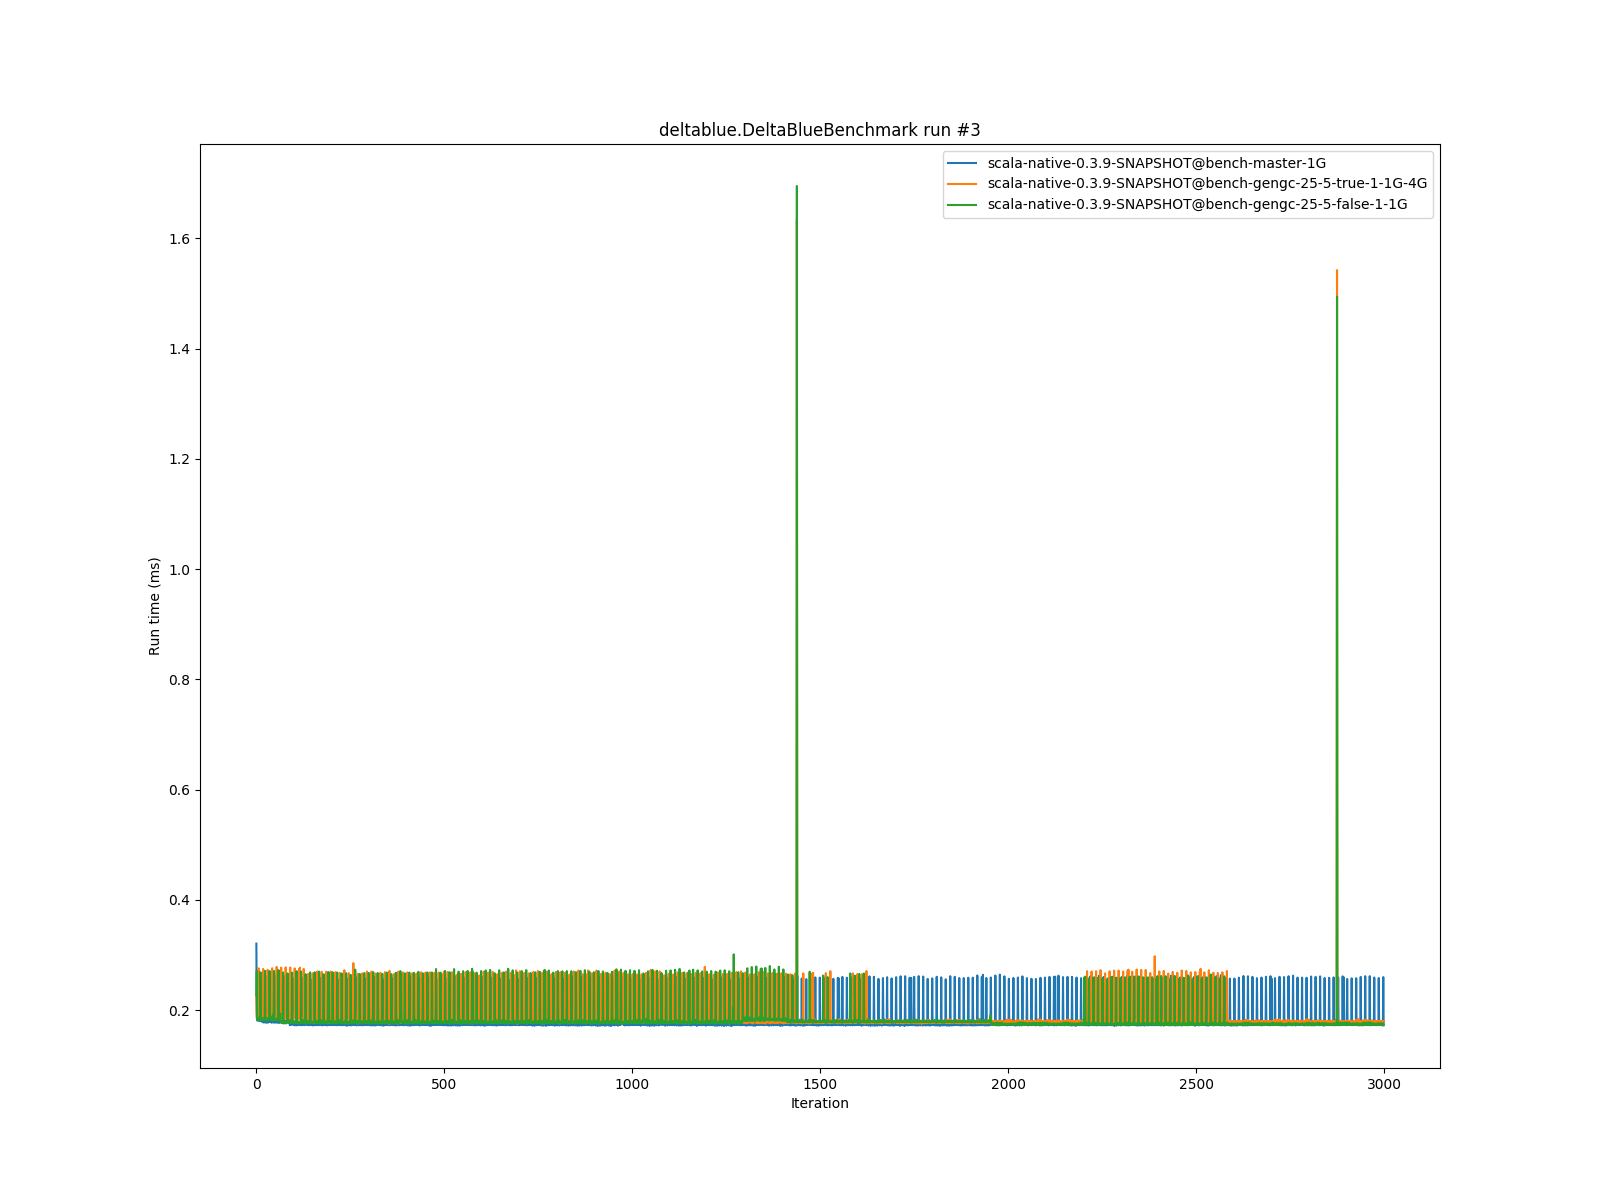 deltablue.DeltaBlueBenchmark run #3
scala-native-0.3.9-SNAPSHOT@bench-master-1G
scala-native-0.3.9-SNAPSHOT@bench-gengc-25-5-true-1-1G-4G
scala-native-0.3.9-SNAPSHOT@bench-gengc-25-5-false-1-1G
1.6
1.4
1.2
1.0
0.8
0.6
0.4
0.2
Run time (ms)
0 500 1000 1500 2000 2500 3000
Iteration